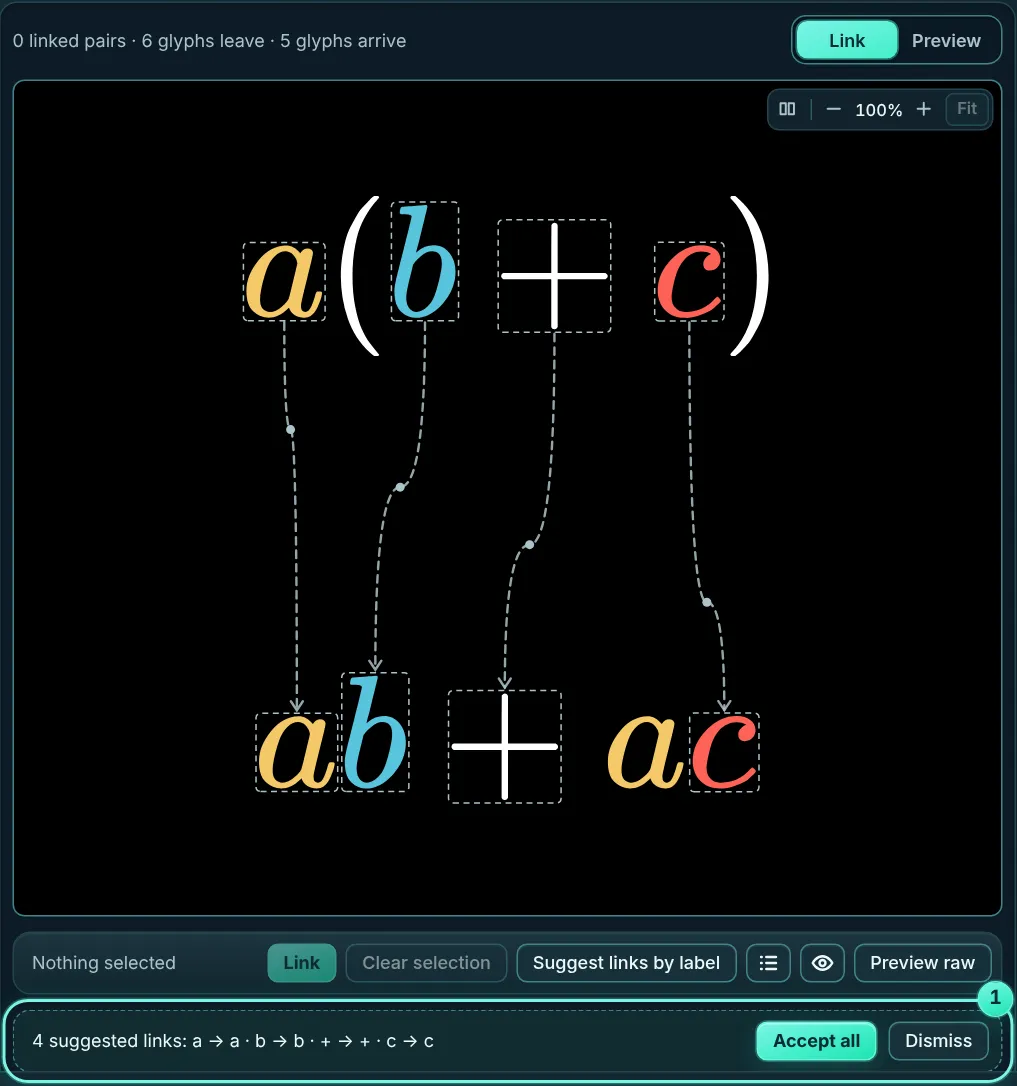 0 linked pairs · 6 glyphs leave · 5 glyphs arrive
Link Preview
100% Fit
a(b + c)
ab + ac
Nothing selected Link Clear selection Suggest links by label Preview raw
1
4 suggested links: a → a · b → b · + → + · c → c Accept all Dismiss